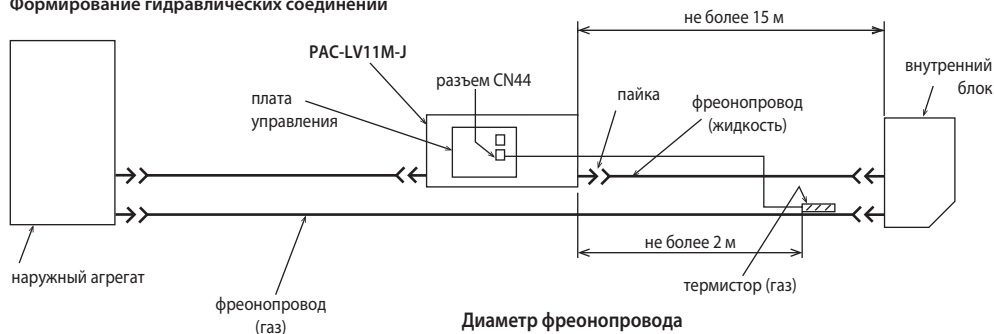 Формирование гидравлических соединений
не более 15 м
PAC-LV11M-J
разъем CN44
плата
управления
пайка
фреонопровод
(жидкость)
внутренний
блок
не более 2 м
наружный агрегат
термистор (газ)
фреонопровод
(газ)
Диаметр фреонопровода